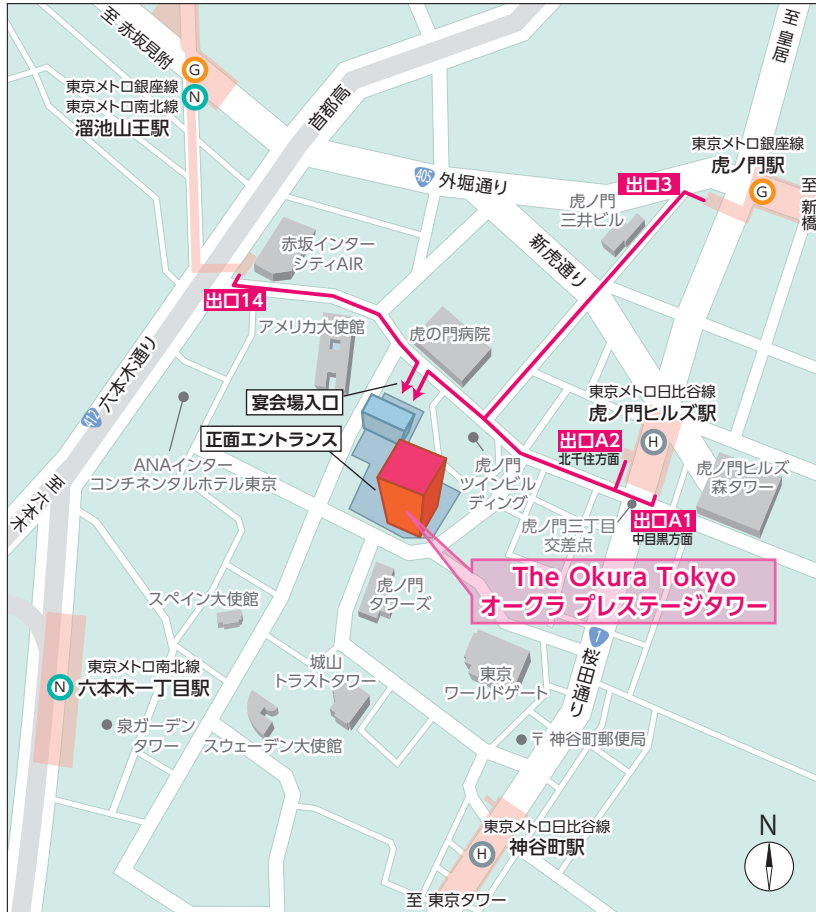 至 赤坂見附
至 皇居
G
N
東京メトロ銀座線
東京メトロ南北線
溜池山王駅
首都高
東京メトロ銀座線
虎ノ門駅
G
至 新橋
405 外堀通り
出口3
虎ノ門
三井ビル
新虎通り
赤坂インター
シティAIR
出口14
アメリカ大使館
虎の門病院
412 六本木通り
宴会場入口
正面エントランス
東京メトロ日比谷線
虎ノ門ヒルズ駅
H
出口A2
北千住方面
ANAインター
コンチネンタルホテル東京
虎ノ門
ツインビル
ディング
虎ノ門ヒルズ
森タワー
至 六本木
虎ノ門三丁目
交差点
出口A1
中目黒方面
The Okura Tokyo
オークラ プレステージタワー
虎ノ門
タワーズ
スペイン大使館
1 桜田通り
東京メトロ南北線
N 六本木一丁目駅
城山
トラストタワー
東京
ワールドゲート
泉ガーデン
タワー
スウェーデン大使館
〒 神谷町郵便局
東京メトロ日比谷線
H 神谷町駅
至 東京タワー
N